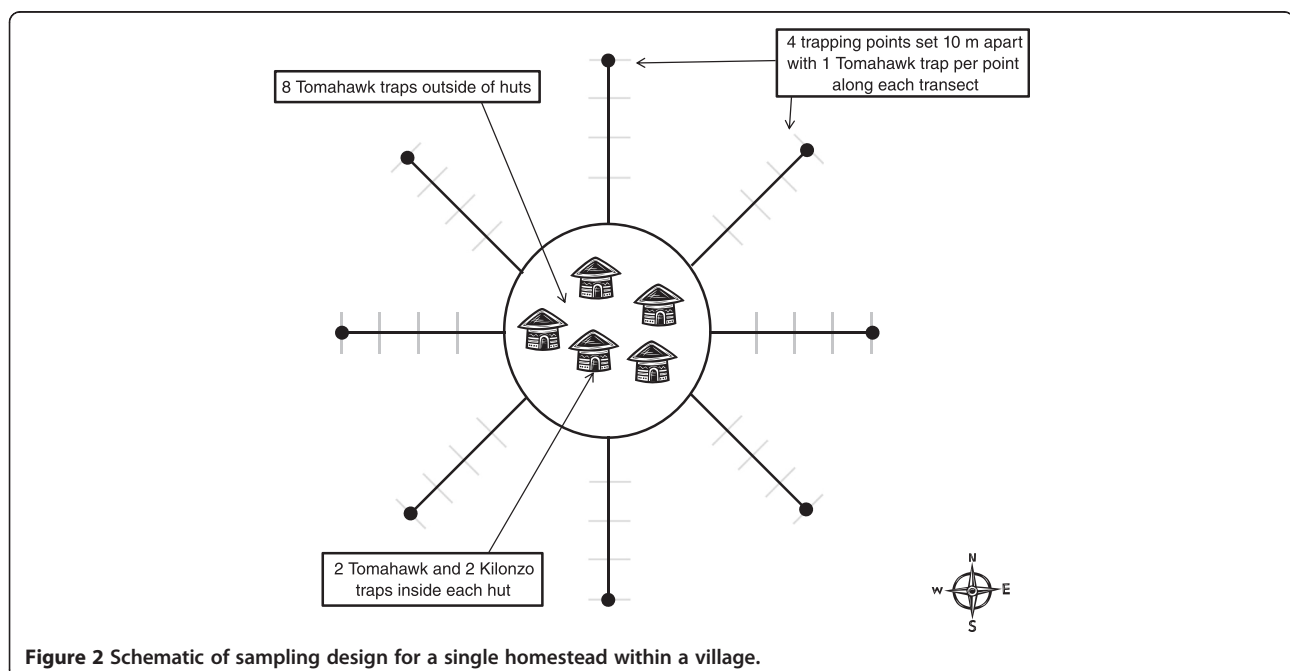 4 trapping points set 10 m apart
with 1 Tomahawk trap per point
along each transect
8 Tomahawk traps outside of huts
2 Tomahawk and 2 Kilonzo
traps inside each hut
N
W E
S
Figure 2 Schematic of sampling design for a single homestead within a village.